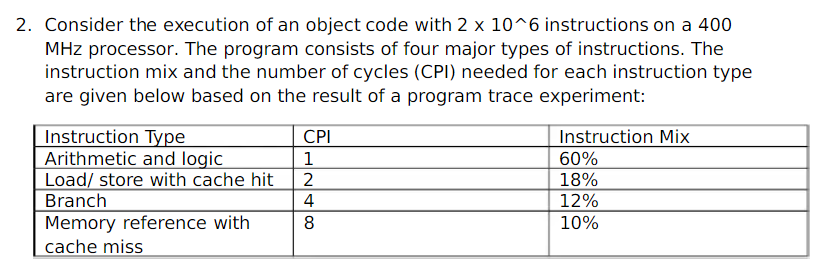 2. Consider the execution of an object code with 2 x 10^6 instructions on a 400
MHz processor. The program consists of four major types of instructions. The
instruction mix and the number of cycles (CPI) needed for each instruction type
are given below based on the result of a program trace experiment:
Instruction Type CPI Instruction Mix
Arithmetic and logic 1 60%
Load/ store with cache hit 2 18%
Branch 4 12%
Memory reference with 8 10%
cache miss